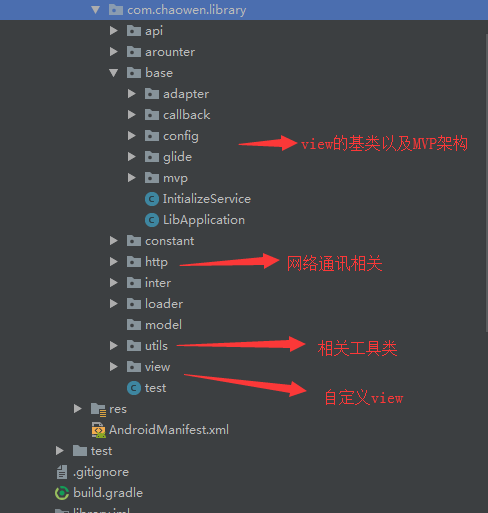 com.chaowen.library
api
arounter
base
adapter
callback
config
view的基类以及MVP架构
glide
mvp
InitializeService
LibApplication
constant
http
网络通讯相关
inter
loader
model
utils
相关工具类
view
test
自定义view
res
AndroidManifest.xml
test
.gitignore
build.gradle
library.iml